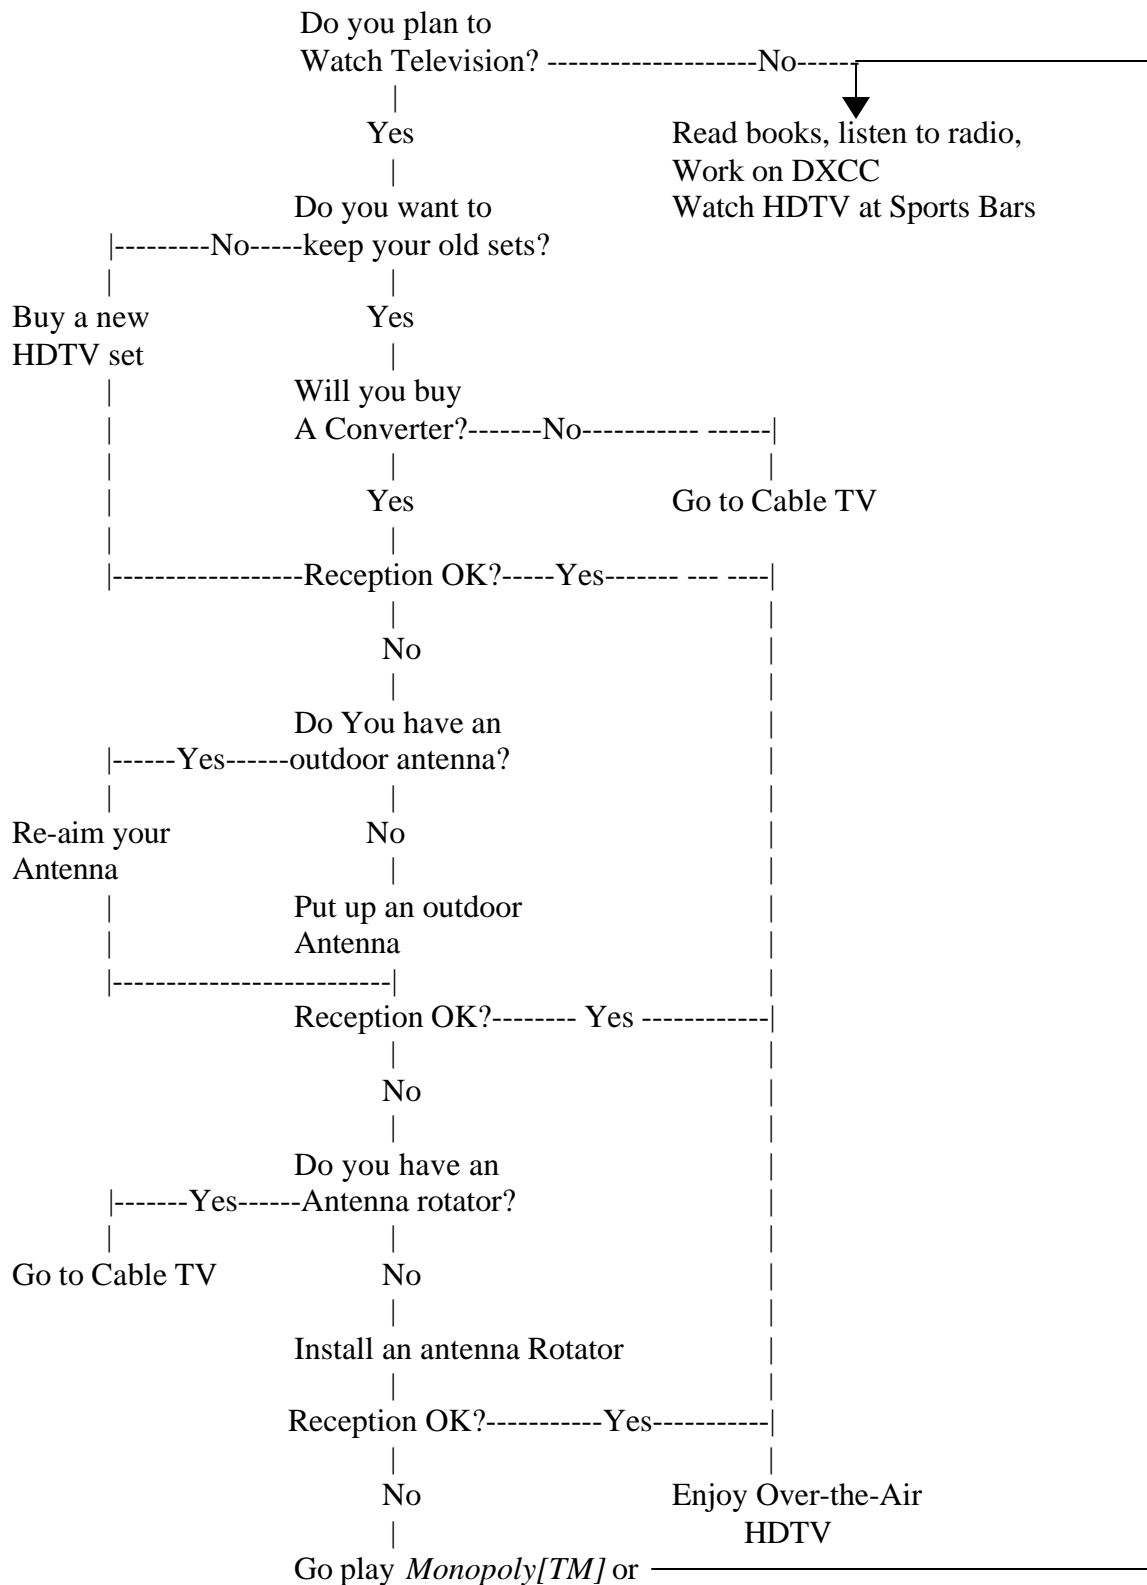 Do you plan to
Watch Television? --------------------No------
|
Yes
Read books, listen to radio,
|
Work on DXCC
Do you want to
Watch HDTV at Sports Bars
|---------No-----keep your old sets?
|
|
Buy a new
Yes
HDTV set
|
|
Will you buy
|
A Converter?-------No----------- ------|
|
|
|
|
Yes
Go to Cable TV
|
|
|------------------Reception OK?-----Yes------- --- ----|
|
|
No
|
|
|
Do You have an
|
|------Yes------outdoor antenna?
|
|
|
|
Re-aim your
No
|
Antenna
|
|
|
Put up an outdoor
|
|
Antenna
|
|--------------------------|
|
Reception OK?-------- Yes ------------|
|
|
No
|
|
|
Do you have an
|
|-------Yes------Antenna rotator?
|
|
|
|
Go to Cable TV
No
|
|
|
Install an antenna Rotator
|
|
|
Reception OK?-----------Yes-----------|
|
|
No
Enjoy Over-the-Air
|
HDTV
Go play Monopoly[TM] or